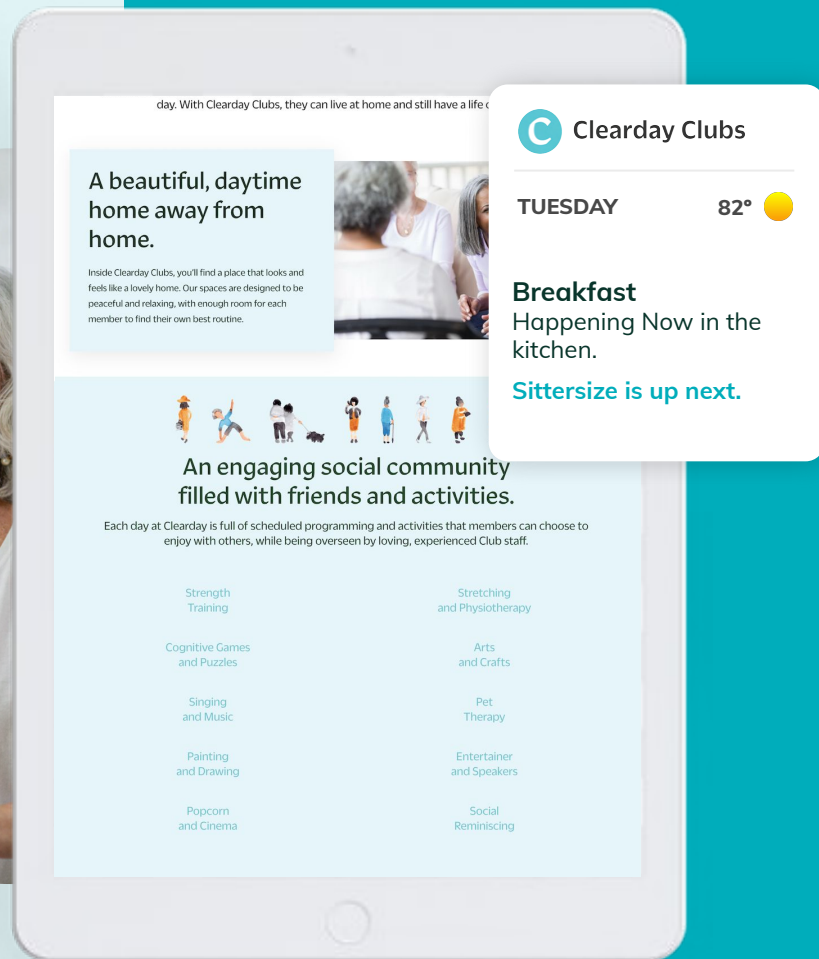 day. With Clearday Clubs, they can live at home and still have a life
A beautiful, daytime
home away from
home.
Inside Clearday Clubs, you'll find a place that looks and
feels like a lovely home. Our spaces are designed to be
peaceful and relaxing, with enough room for each
member to find their own best routine.
C Clearday Clubs
TUESDAY 82°
Breakfast
Happening Now in the
kitchen.
Sittersize is up next.
An engaging social community
filled with friends and activities.
Each day at Clearday is full of scheduled programming and activities that members can choose to
enjoy with others, while being overseen by loving, experienced Club staff.
Strength
Training
Stretching
and Physiotherapy
Cognitive Games
and Puzzles
Arts
and Crafts
Singing
and Music
Pet
Therapy
Painting
and Drawing
Entertainer
and Speakers
Popcorn
and Cinema
Social
Reminiscing